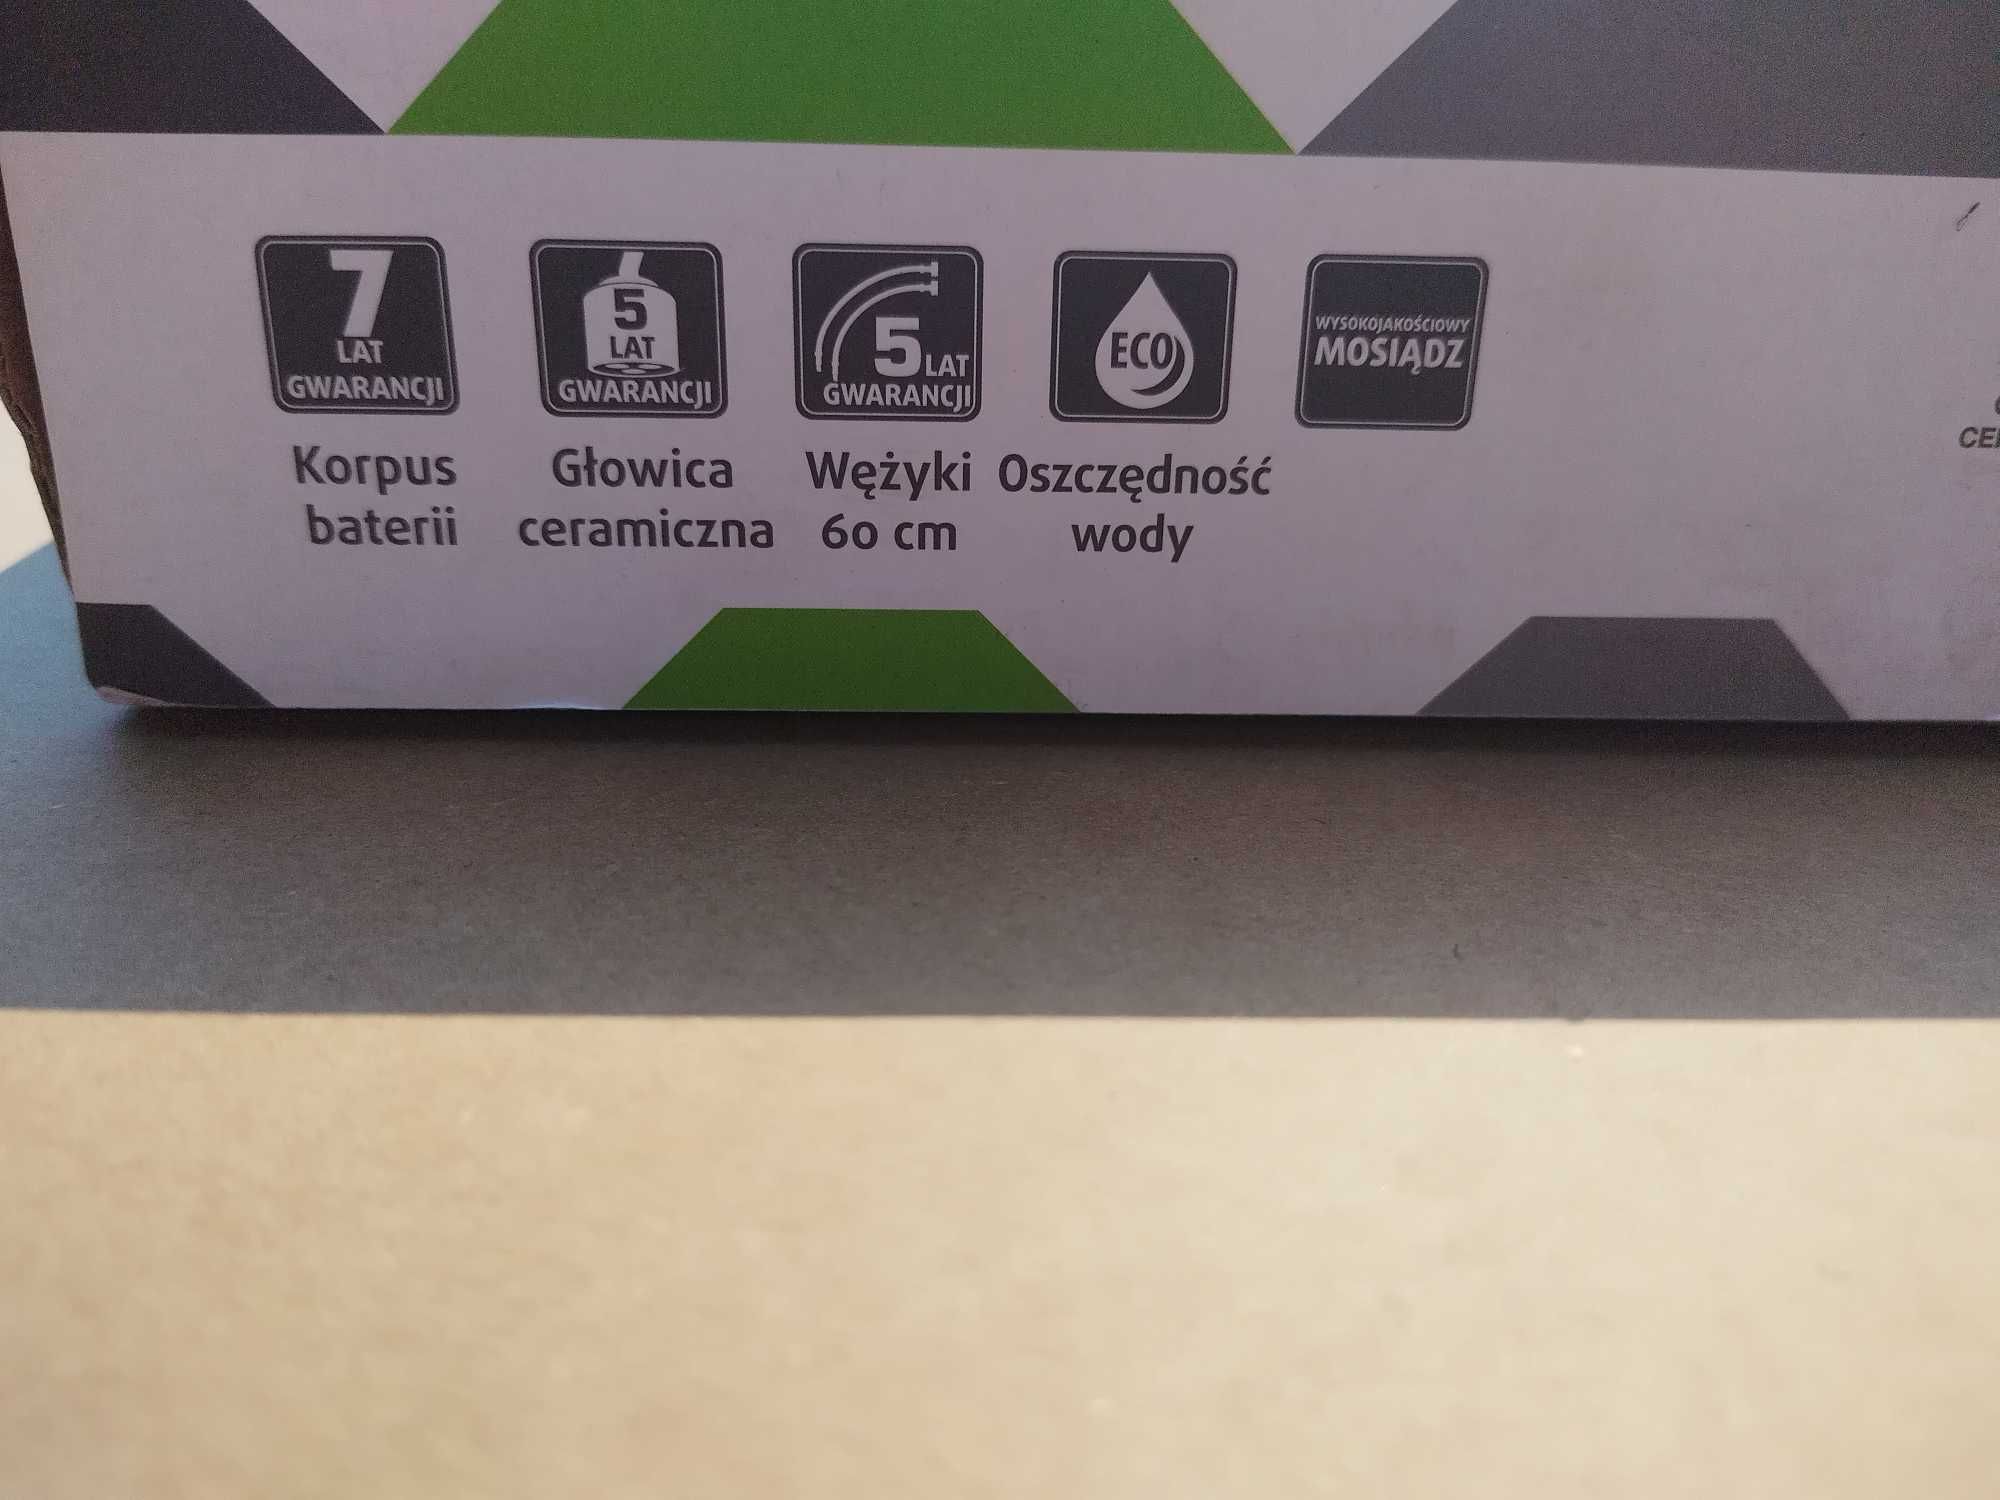 7
LAT
GWARANCJI
Korpus
baterii
5
LAT
GWARANCJI
Głowica
ceramiczna
5 LAT
GWARANCJI
Wężyki
60 cm
ECO
Oszczędność
wody
WYSOKOJAKOŚCIOWY
MOSIĄDZ